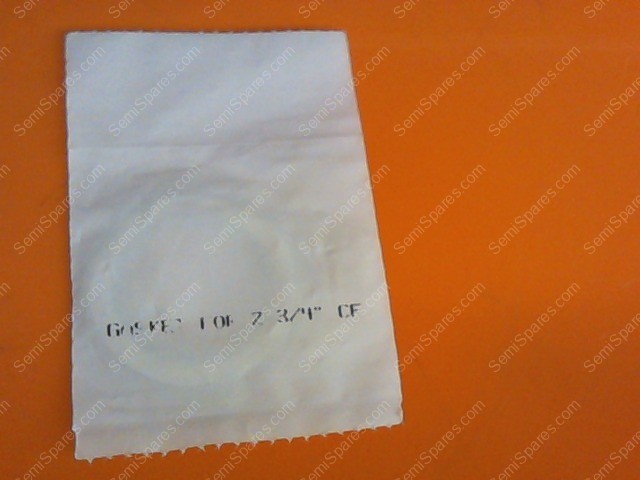 GASKET FOR 2 3/4" CF
SemiSpares.com